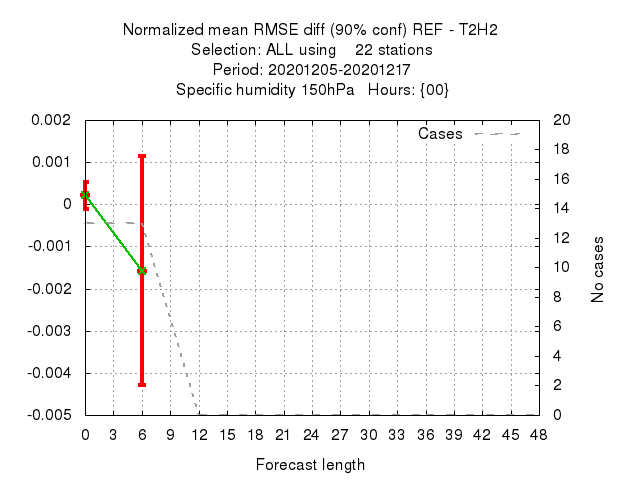 Normalized mean RMSE diff (90% conf) REF - T2H2
Selection: ALL using    22 stations
Period: 20201205-20201217
Specific humidity 150hPa   Hours: {00}
Cases
0.002
0.001
0
-0.001
-0.002
-0.003
-0.004
-0.005
20
18
16
14
12
10
8
6
4
2
0
No cases
0 3 6 9 12 15 18 21 24 27 30 33 36 39 42 45 48
Forecast length